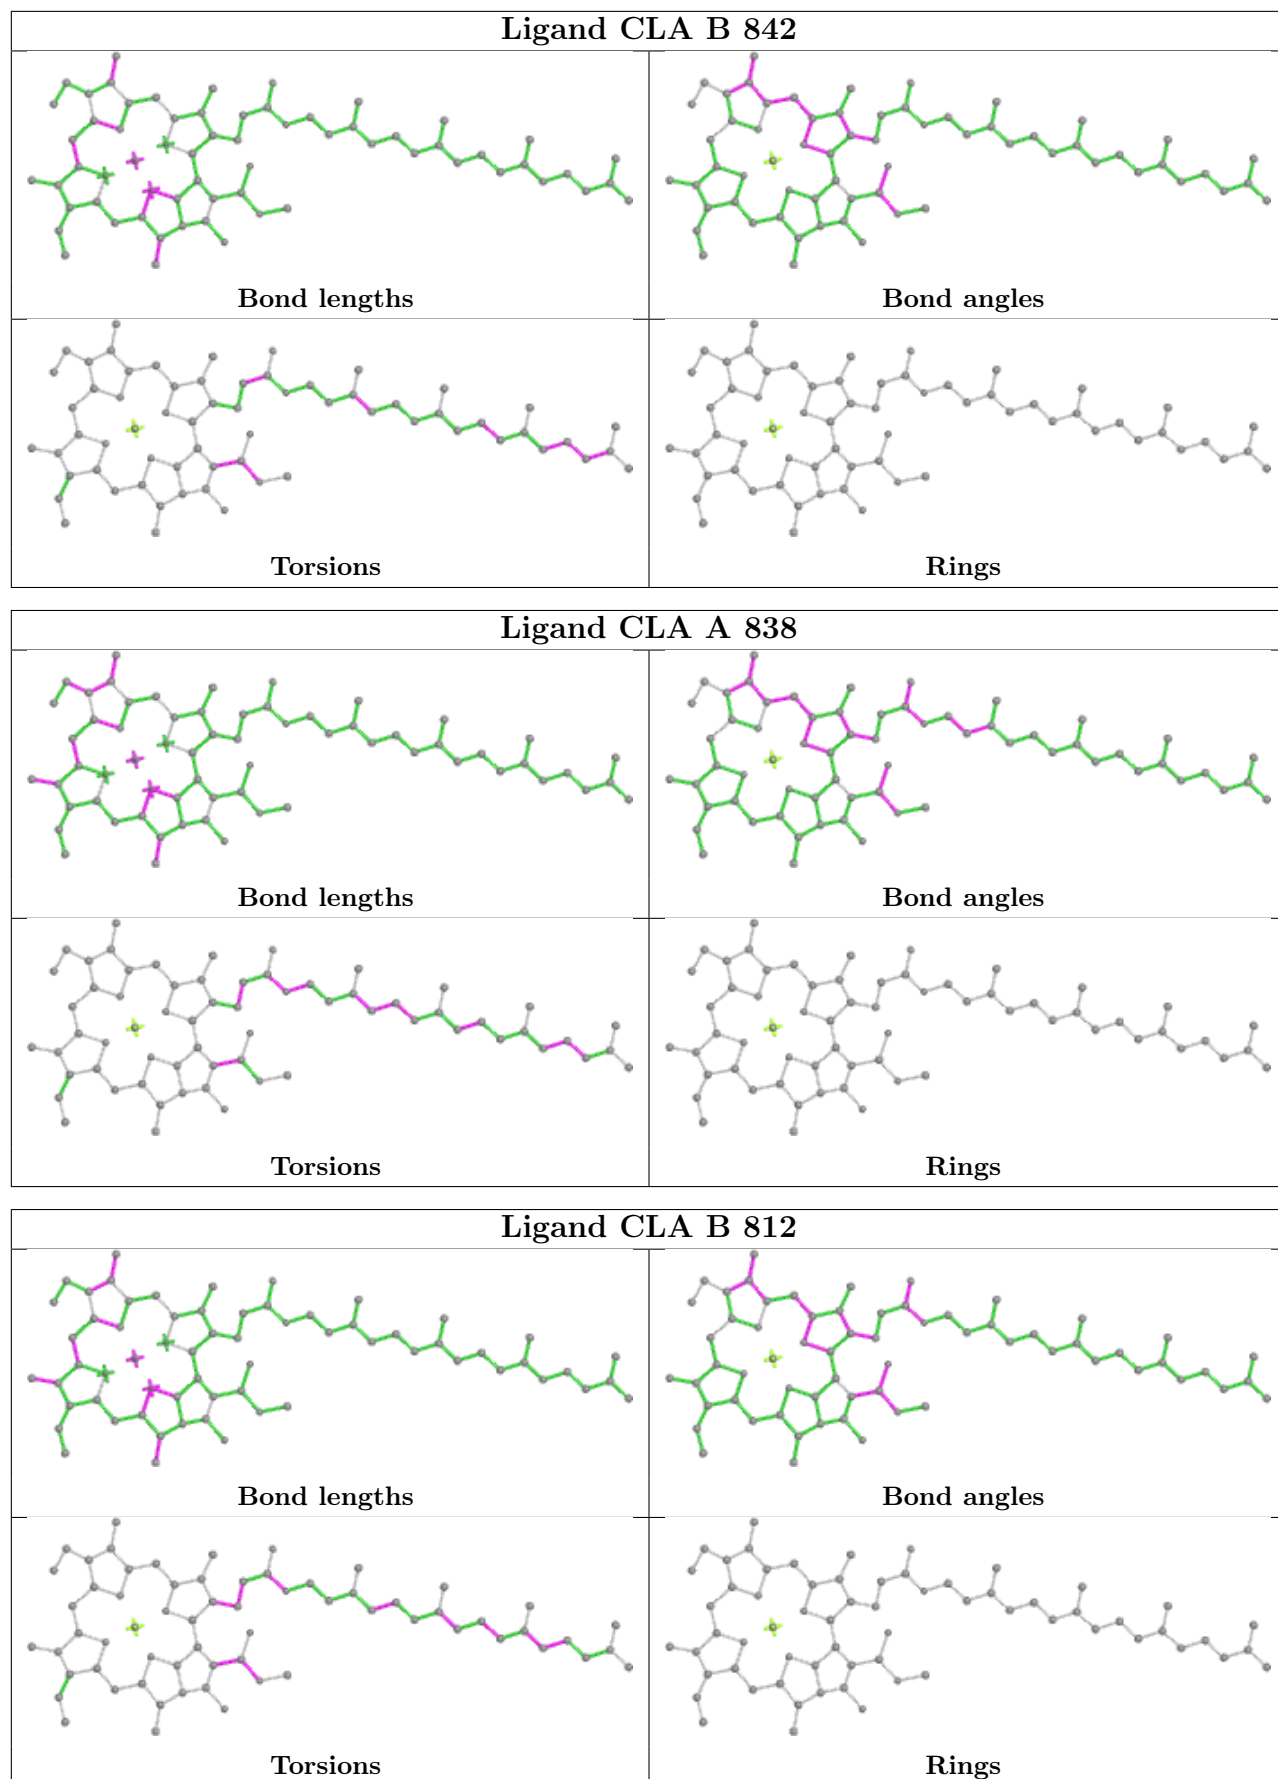 Ligand CLA B 842
Bond lengths
Bond angles
Torsions
Rings
Ligand CLA A 838
Bond lengths
Bond angles
Torsions
Rings
Ligand CLA B 812
Bond lengths
Bond angles
Torsions
Rings